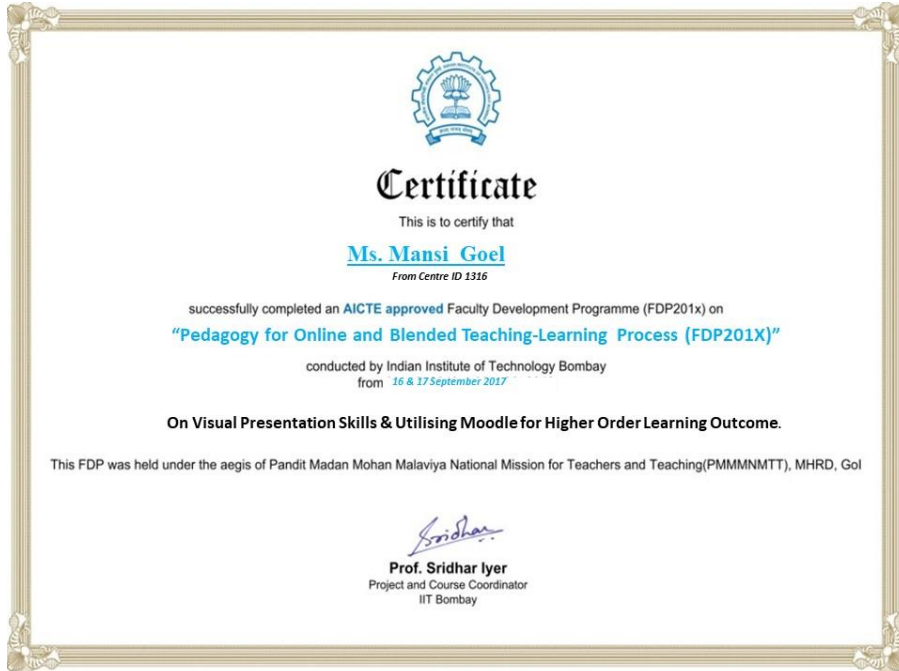 Certificate
This is to certify that
Ms. Mansi Goel
From Centre ID 1316
successfully completed an AICTE approved Faculty Development Programme (FDP201x) on
“Pedagogy for Online and Blended Teaching-Learning Process (FDP201X)”
conducted by Indian Institute of Technology Bombay
from 16 & 17 September 2017
On Visual Presentation Skills & Utilising Moodle for Higher Order Learning Outcome.
This FDP was held under the aegis of Pandit Madan Mohan Malaviya National Mission for Teachers and Teaching(PMMMNMTT), MHRD, GoI
Sridhar
Prof. Sridhar Iyer
Project and Course Coordinator
IIT Bombay